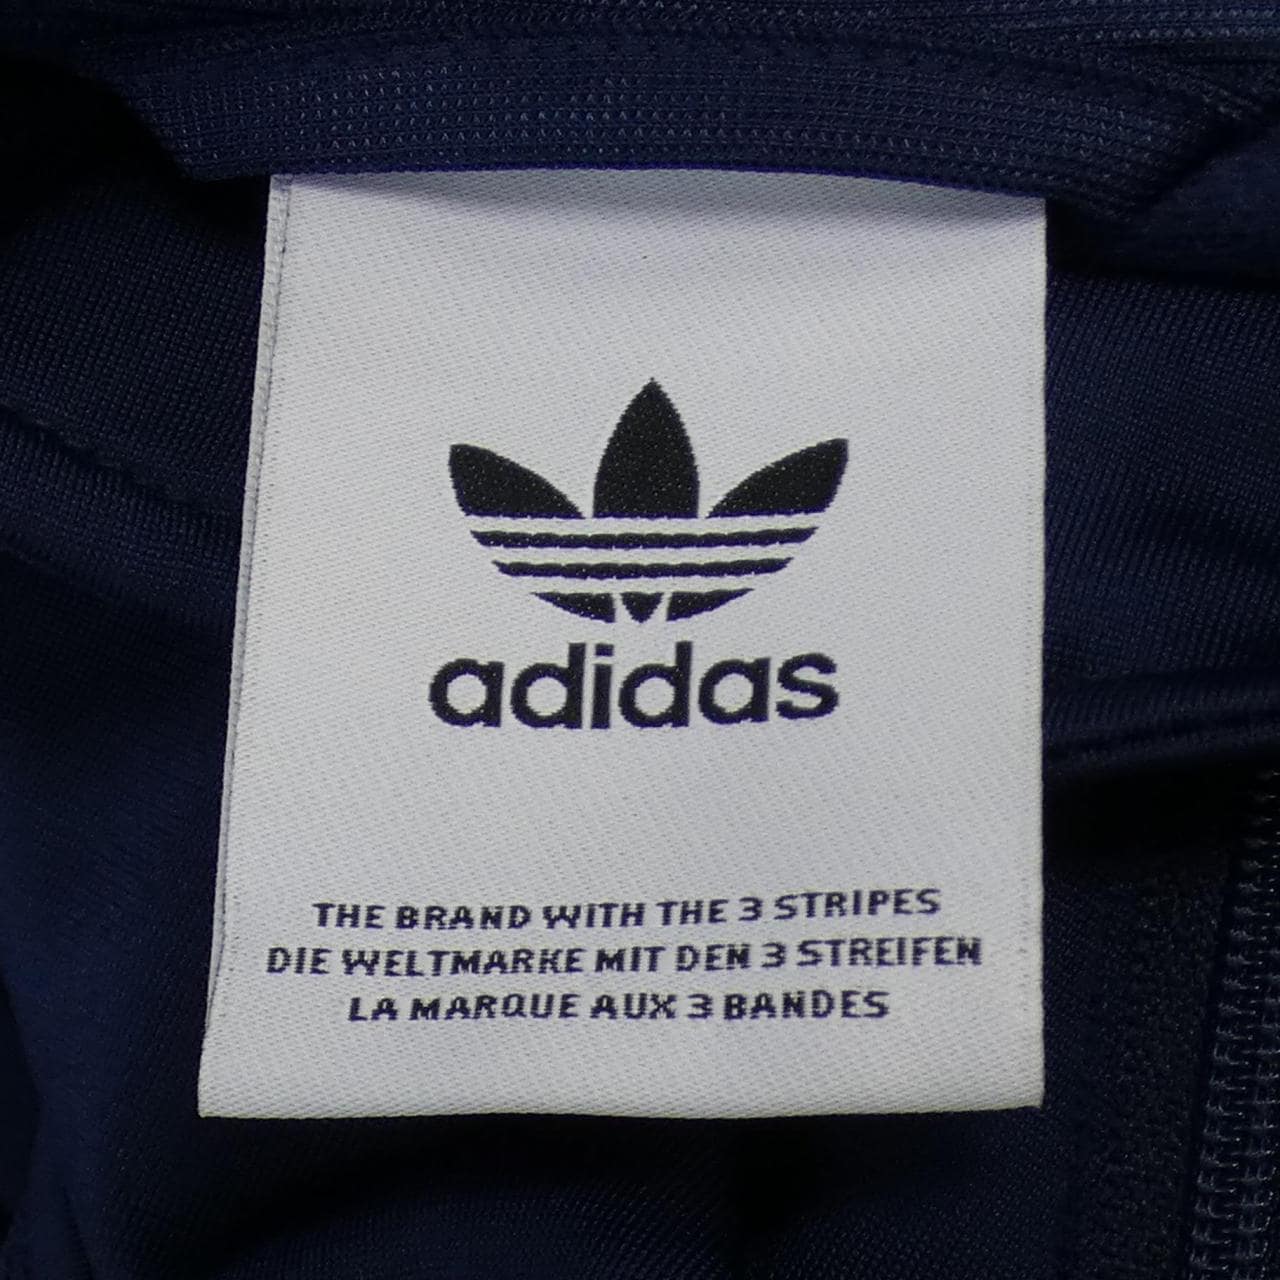 adidas
THE BRAND WITH THE 3 STRIPES
DIE WELTMARKE MIT DEN 3 STREIFEN
LA MARQUE AUX 3 BANDES